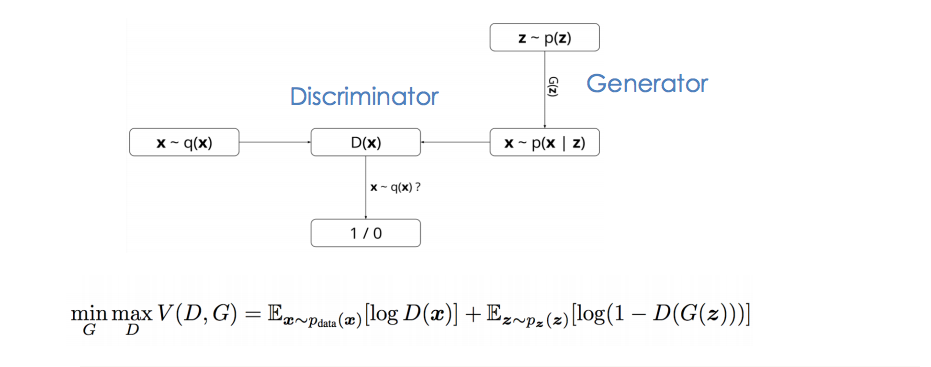 z ~ p(z)
G(z)
Generator
Discriminator
x ~ q(x)
D(x)
x ~ p(x | z)
x ~ q(x) ?
1 / 0
min max V(D, G) = 𝔼x∼pdata(x)[log D(x)] + 𝔼z∼pz(z)[log(1 − D(G(z)))]
G D